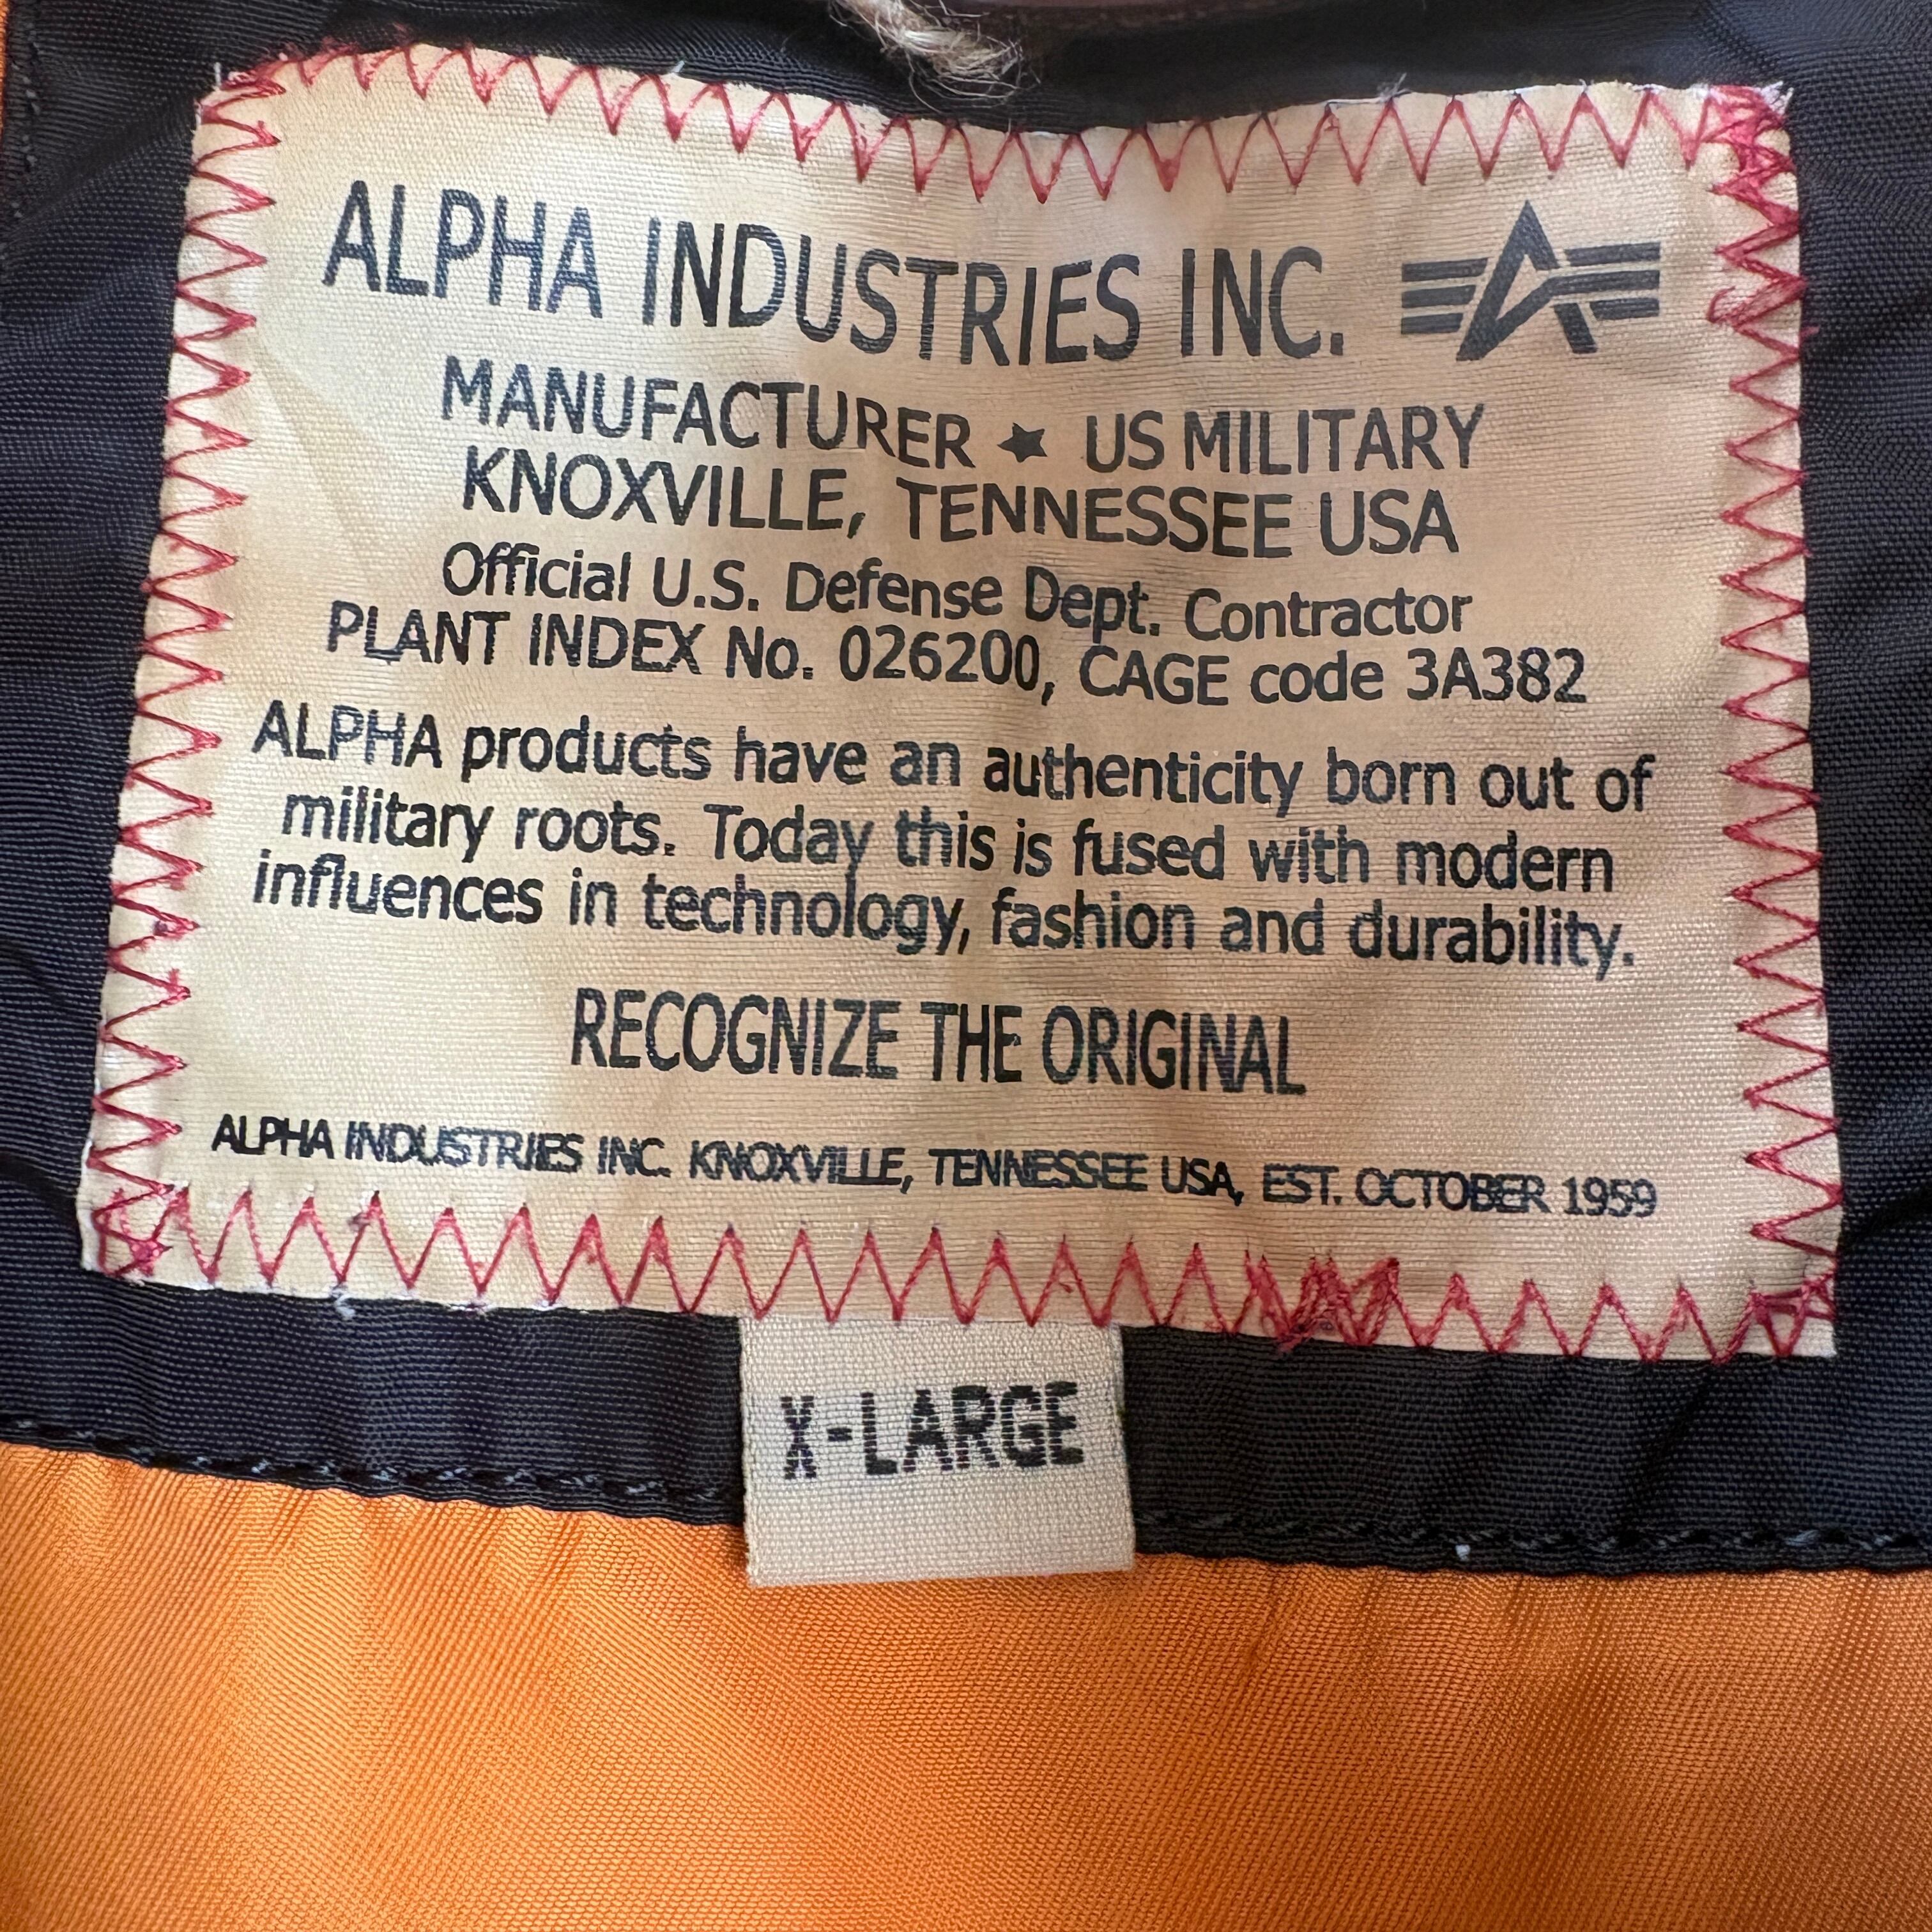 ALPHA INDUSTRIES INC.
MANUFACTURER ★ US MILITARY
KNOXVILLE, TENNESSEE USA
Official U.S. Defense Dept. Contractor
PLANT INDEX No. 026200, CAGE code 3A382
ALPHA products have an authenticity born out of
military roots. Today this is fused with modern
influences in technology, fashion and durability.
RECOGNIZE THE ORIGINAL
ALPHA INDUSTRIES INC. KNOXVILLE, TENNESSEE USA, EST. OCTOBER 1959
X-LARGE